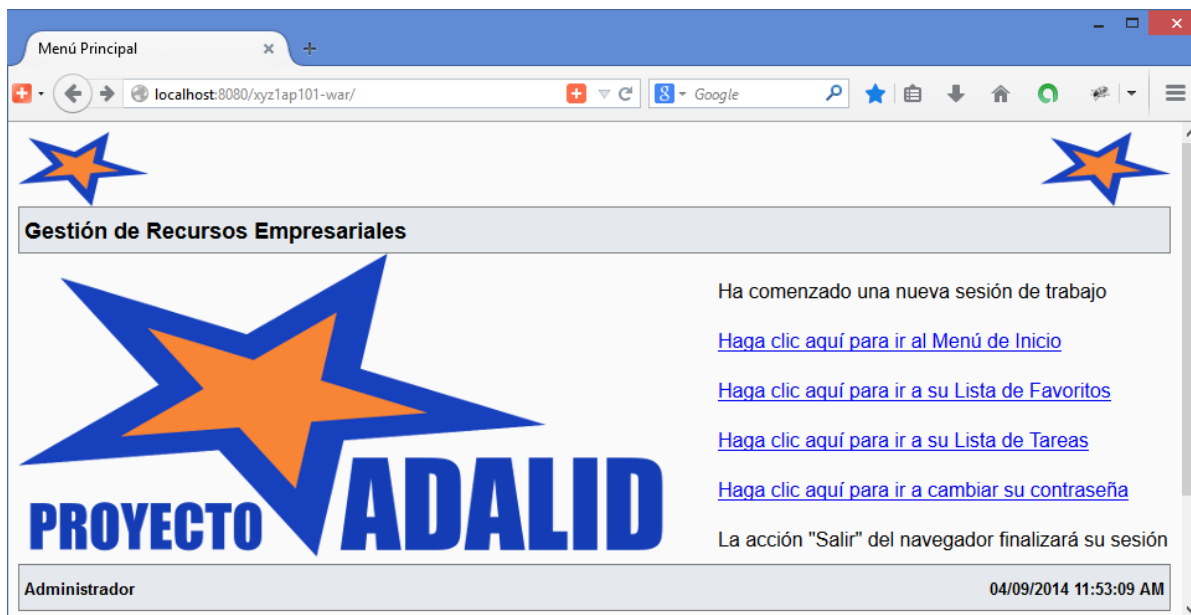 Menú Principal
localhost:8080/xyz1ap101-war/
8
Google
Gestión de Recursos Empresariales
Ha comenzado una nueva sesión de trabajo
Haga clic aquí para ir al Menú de Inicio
Haga clic aquí para ir a su Lista de Favoritos
Haga clic aquí para ir a su Lista de Tareas
Haga clic aquí para ir a cambiar su contraseña
La acción "Salir" del navegador finalizará su sesión
PROYECTO ADALID
Administrador
04/09/2014 11:53:09 AM